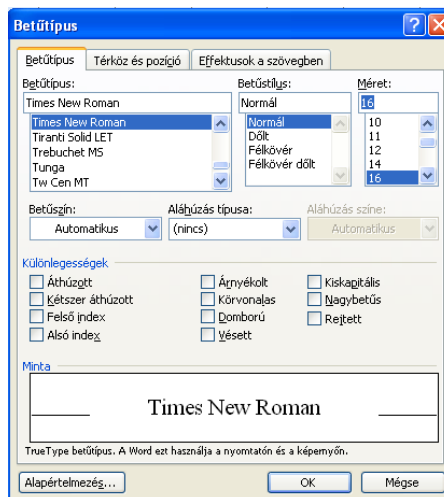 Betűtípus
Betűtípus Térköz és pozíció Effektusok a szövegben
Betűtípus: Betűstílus: Méret:
Times New Roman Normál 16
Times New Roman Normál 10
Tiranti Solid LET Dőlt 11
Trebuchet MS Félkövér 12
Tunga Félkövér dőlt 14
Tw Cen MT 16
Betűszín: Aláhúzás típusa: Aláhúzás színe:
Automatikus (nincs) Automatikus
Különlegességek
Áthúzott Árnyékolt Kiskapitális
Kétszer áthúzott Körvonalas Nagybetűs
Felső index Domború Rejtett
Alsó index Vésett
Minta
Times New Roman
TrueType betűtípus. A Word ezt használja a nyomtatón és a képernyőn.
Alapértelmezés... OK Mégse